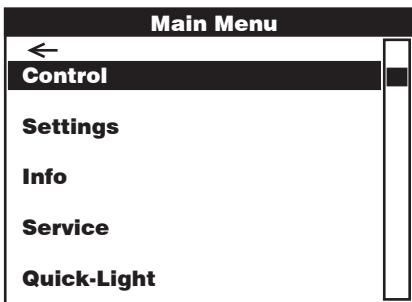 Main Menu
←
Control
Settings
Info
Service
Quick-Light